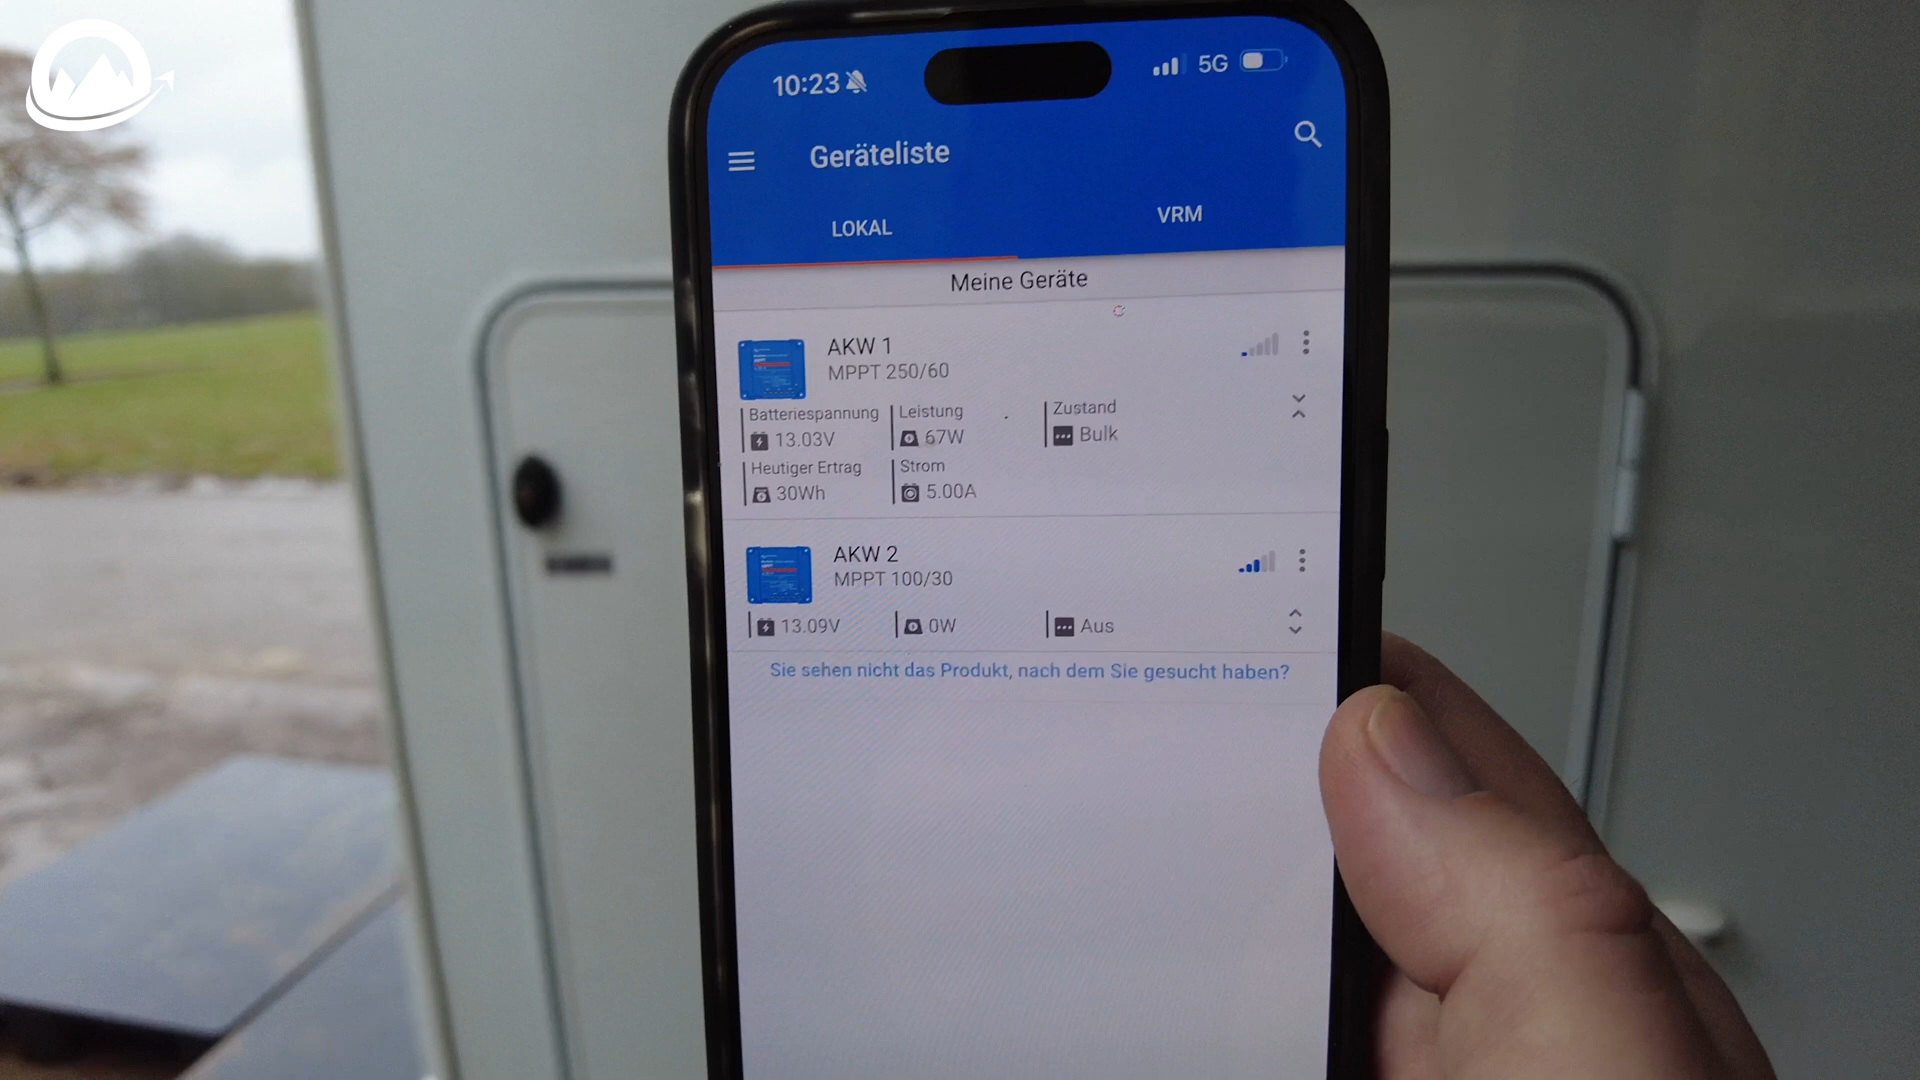 10:23
5G
Geräteliste
LOKAL
VRM
Meine Geräte
AKW 1
MPPT 250/60
Batteriespannung
Leistung
Zustand
13.03V
67W
Bulk
Heutiger Ertrag
Strom
30Wh
5.00A
AKW 2
MPPT 100/30
13.09V
0W
Aus
Sie sehen nicht das Produkt, nach dem Sie gesucht haben?